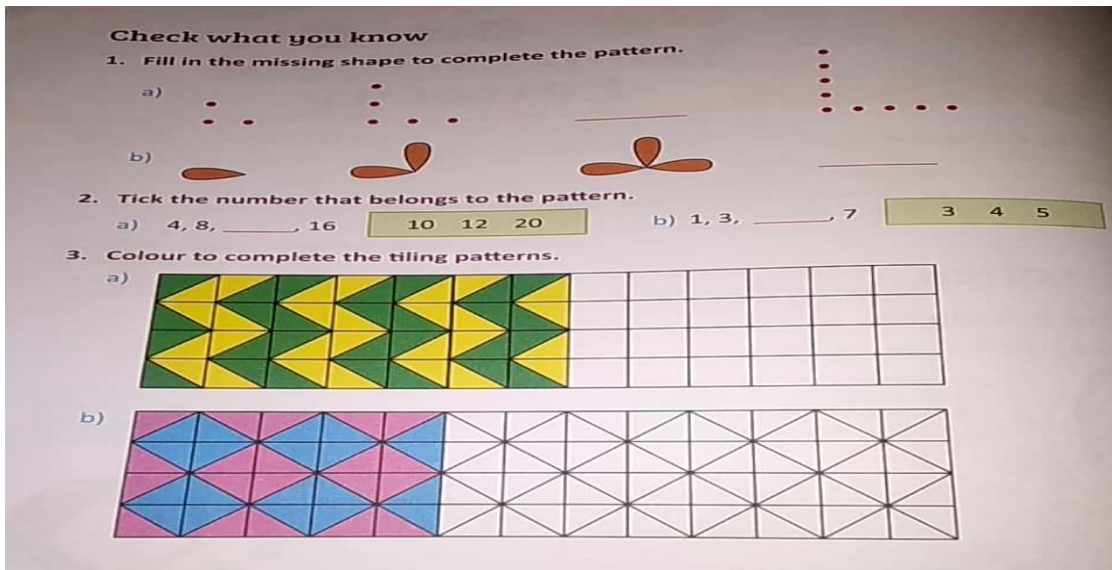 Check what you know
1. Fill in the missing shape to complete the pattern.
a)
b)
2. Tick the number that belongs to the pattern.
a) 4, 8, ______, 16 10 12 20 b) 1, 3, ______, 7 3 4 5
3. Colour to complete the tiling patterns.
a)
b)